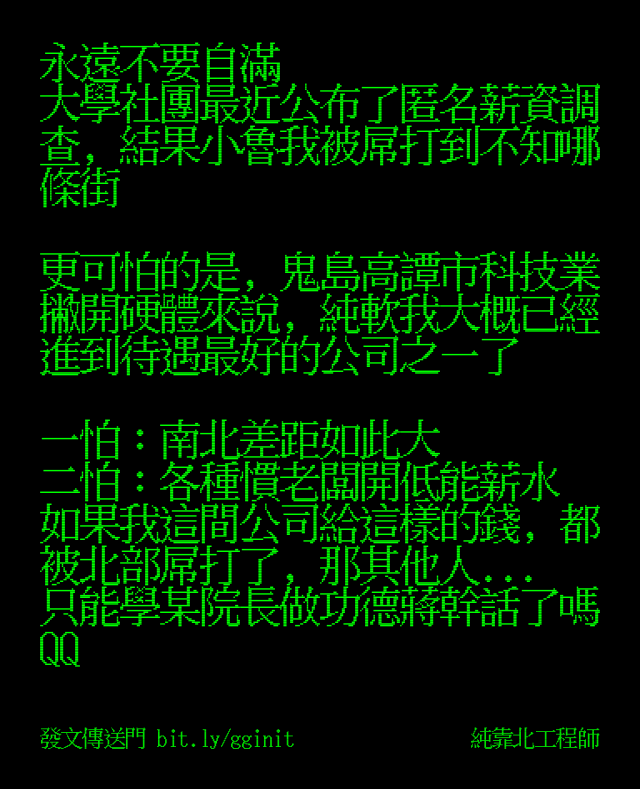 永遠不要自滿
大學社團最近公布了匿名薪資調
查，結果小魯我被屌打到不知哪
條街
更可怕的是，鬼島高譚市科技業
撇開硬體來說，純軟我大概已經
進到待遇最好的公司之一了
一怕：南北差距如此大
二怕：各種慣老闆開低能薪水
如果我這間公司給這樣的錢，都
被北部屌打了，那其他人...
只能學某院長做功德蔣幹話了嗎
QQ
發文傳送門 bit.ly/gginit
純靠北工程師